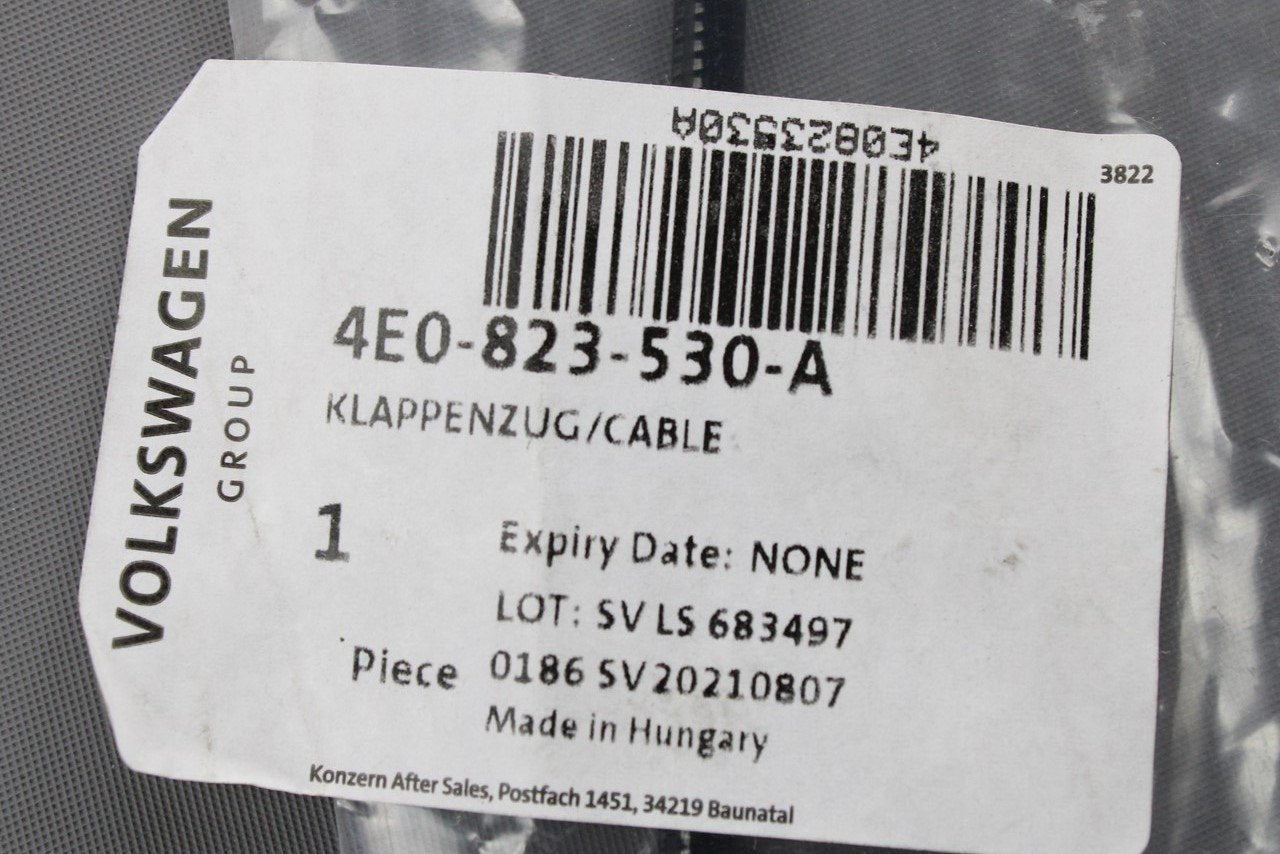 4E0823530A
3822
VOLKSWAGEN
GROUP
4E0-823-530-A
KLAPPENZUG/CABLE
1
Piece
Expiry Date: NONE
LOT: SV LS 683497
0186 SV20210807
Made in Hungary
Konzern After Sales, Postfach 1451, 34219 Baunatal